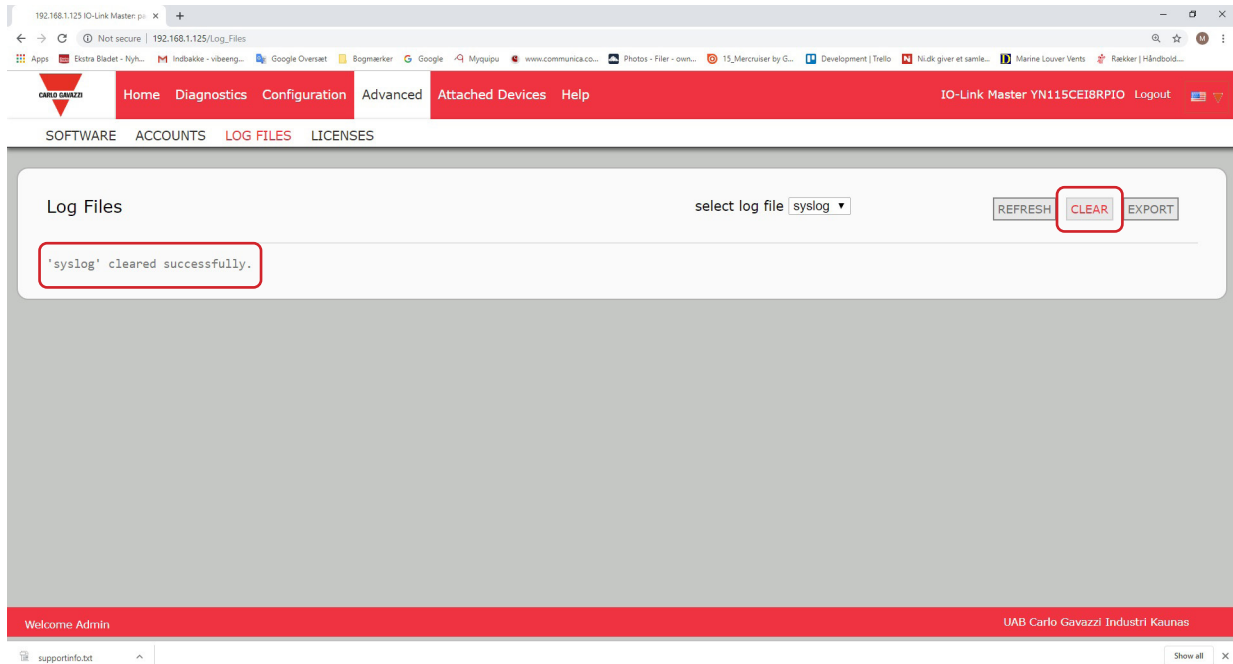 192.168.1.125 IO-Link Master: pa
Not secure | 192.168.1.125/Log_Files
Apps Ekstra Bladet - Nyh... Indbakke - vibeeng... Google Oversæt Bogmærker Google Myquipu www.communica.co... Photos - Filer - own... 15_Mercruiser by G... Development | Trello Ni.dk giver et samle... Marine Louver Vents Rækker | Håndbold....
CARLO GAVAZZI Home Diagnostics Configuration Advanced Attached Devices Help IO-Link Master YN115CEI8RPIO Logout
SOFTWARE ACCOUNTS LOG FILES LICENSES
Log Files select log file syslog REFRESH CLEAR EXPORT
'syslog' cleared successfully.
Welcome Admin UAB Carlo Gavazzi Industri Kaunas
supportinfo.txt Show all